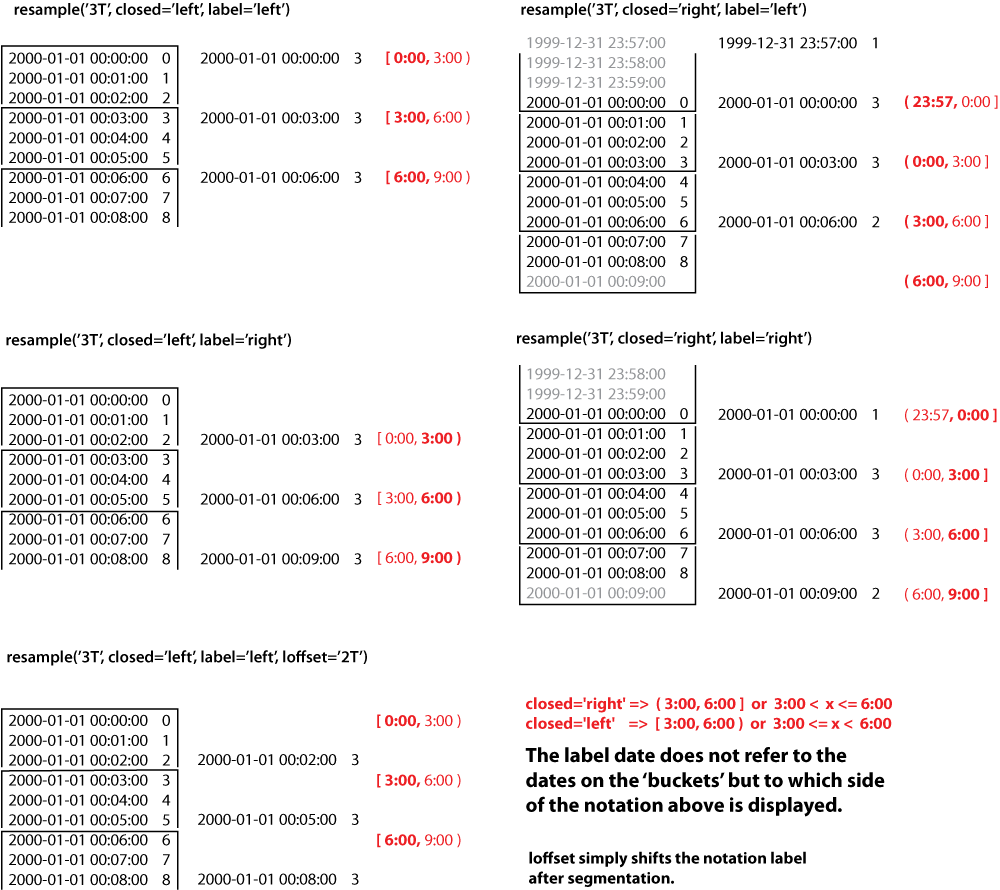 resample('3T', closed='left', label='left')
2000-01-01 00:00:00 0 2000-01-01 00:00:00 3 [ 0:00, 3:00 )
2000-01-01 00:01:00 1
2000-01-01 00:02:00 2
2000-01-01 00:03:00 3 2000-01-01 00:03:00 3 [ 3:00, 6:00 )
2000-01-01 00:04:00 4
2000-01-01 00:05:00 5
2000-01-01 00:06:00 6 2000-01-01 00:06:00 3 [ 6:00, 9:00 )
2000-01-01 00:07:00 7
2000-01-01 00:08:00 8
resample('3T', closed='right', label='left')
1999-12-31 23:57:00 1999-12-31 23:57:00 1
1999-12-31 23:58:00
1999-12-31 23:59:00
2000-01-01 00:00:00 0 2000-01-01 00:00:00 3 ( 23:57, 0:00 ]
2000-01-01 00:01:00 1
2000-01-01 00:02:00 2
2000-01-01 00:03:00 3 2000-01-01 00:03:00 3 ( 0:00, 3:00 ]
2000-01-01 00:04:00 4
2000-01-01 00:05:00 5
2000-01-01 00:06:00 6 2000-01-01 00:06:00 2 ( 3:00, 6:00 ]
2000-01-01 00:07:00 7
2000-01-01 00:08:00 8
2000-01-01 00:09:00 ( 6:00, 9:00 ]
resample('3T', closed='left', label='right')
2000-01-01 00:00:00 0
2000-01-01 00:01:00 1
2000-01-01 00:02:00 2 2000-01-01 00:03:00 3 [ 0:00, 3:00 )
2000-01-01 00:03:00 3
2000-01-01 00:04:00 4
2000-01-01 00:05:00 5 2000-01-01 00:06:00 3 [ 3:00, 6:00 )
2000-01-01 00:06:00 6
2000-01-01 00:07:00 7
2000-01-01 00:08:00 8 2000-01-01 00:09:00 3 [ 6:00, 9:00 )
resample('3T', closed='right', label='right')
1999-12-31 23:58:00
1999-12-31 23:59:00
2000-01-01 00:00:00 0 2000-01-01 00:00:00 1 ( 23:57, 0:00 ]
2000-01-01 00:01:00 1
2000-01-01 00:02:00 2
2000-01-01 00:03:00 3 2000-01-01 00:03:00 3 ( 0:00, 3:00 ]
2000-01-01 00:04:00 4
2000-01-01 00:05:00 5
2000-01-01 00:06:00 6 2000-01-01 00:06:00 3 ( 3:00, 6:00 ]
2000-01-01 00:07:00 7
2000-01-01 00:08:00 8
2000-01-01 00:09:00 2000-01-01 00:09:00 2 ( 6:00, 9:00 ]
resample('3T', closed='left', label='left', loffset='2T')
2000-01-01 00:00:00 0 [ 0:00, 3:00 )
2000-01-01 00:01:00 1
2000-01-01 00:02:00 2 2000-01-01 00:02:00 3
2000-01-01 00:03:00 3 [ 3:00, 6:00 )
2000-01-01 00:04:00 4
2000-01-01 00:05:00 5 2000-01-01 00:05:00 3
2000-01-01 00:06:00 6 [ 6:00, 9:00 )
2000-01-01 00:07:00 7
2000-01-01 00:08:00 8 2000-01-01 00:08:00 3
closed='right' => ( 3:00, 6:00 ] or 3:00 < x <= 6:00
closed='left' => [ 3:00, 6:00 ) or 3:00 <= x < 6:00
The label date does not refer to the
dates on the 'buckets' but to which side
of the notation above is displayed.
loffset simply shifts the notation label
after segmentation.